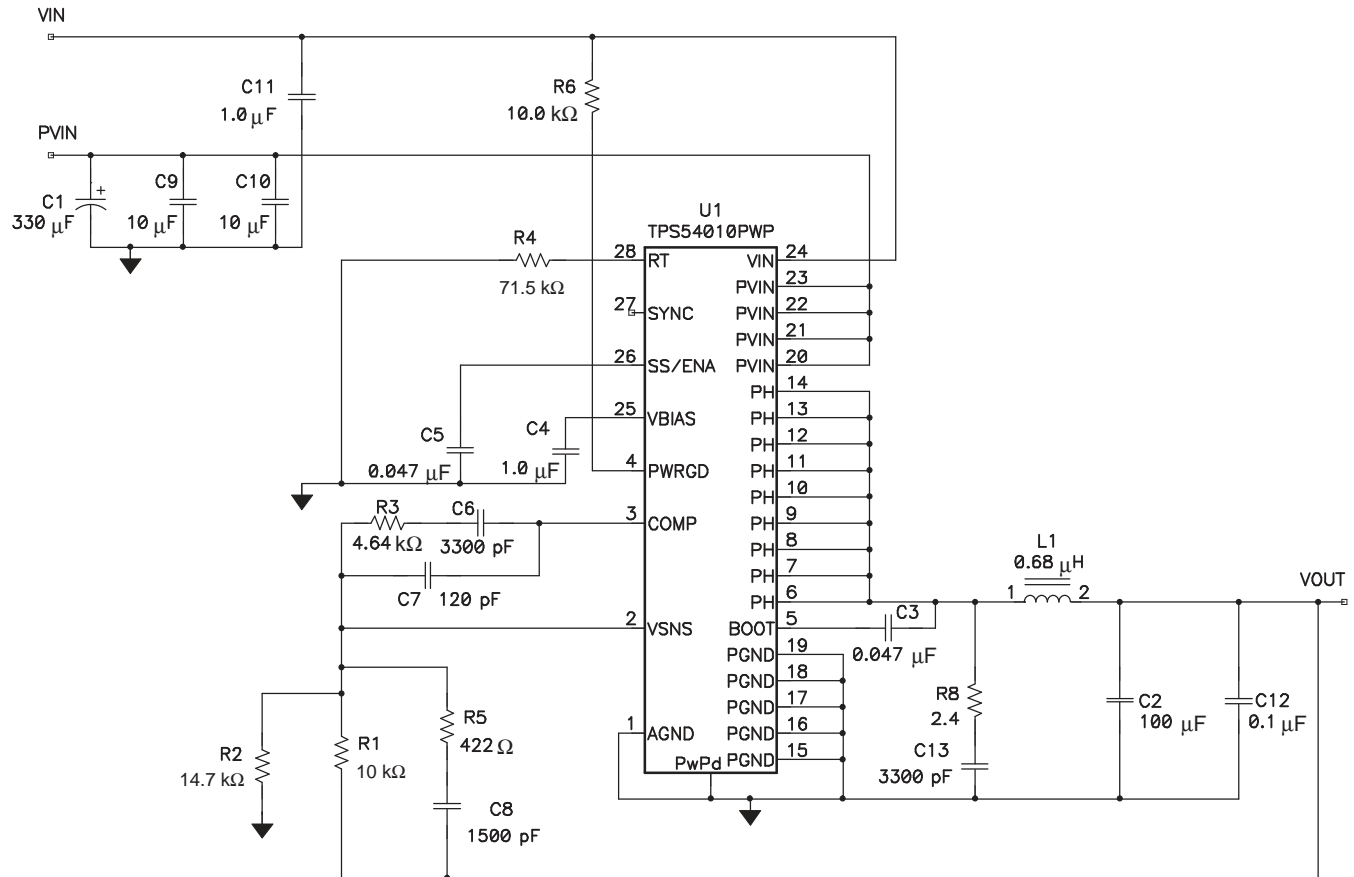 VIN
C11
1.0 μF
R6
10.0 kΩ
PVIN
C1
+
330 μF
C9
10 μF
C10
10 μF
U1
TPS54010PWP
R4
71.5 kΩ
28
RT
27
SYNC
26
SS/ENA
25
VBIAS
4
PWRGD
3
COMP
2
VSNS
1
AGND
PwPd
VIN
24
PVIN
23
PVIN
22
PVIN
21
PVIN
20
PH
14
PH
13
PH
12
PH
11
PH
10
PH
9
PH
8
PH
7
PH
6
BOOT
5
PGND
19
PGND
18
PGND
17
PGND
16
PGND
15
C5
0.047 μF
C4
1.0 μF
R3
4.64 kΩ
C6
3300 pF
C7
120 pF
R2
14.7 kΩ
R1
10 kΩ
R5
422 Ω
C8
1500 pF
C3
0.047 μF
L1
0.68 μH
1
2
VOUT
R8
2.4
C13
3300 pF
C2
100 μF
C12
0.1 μF